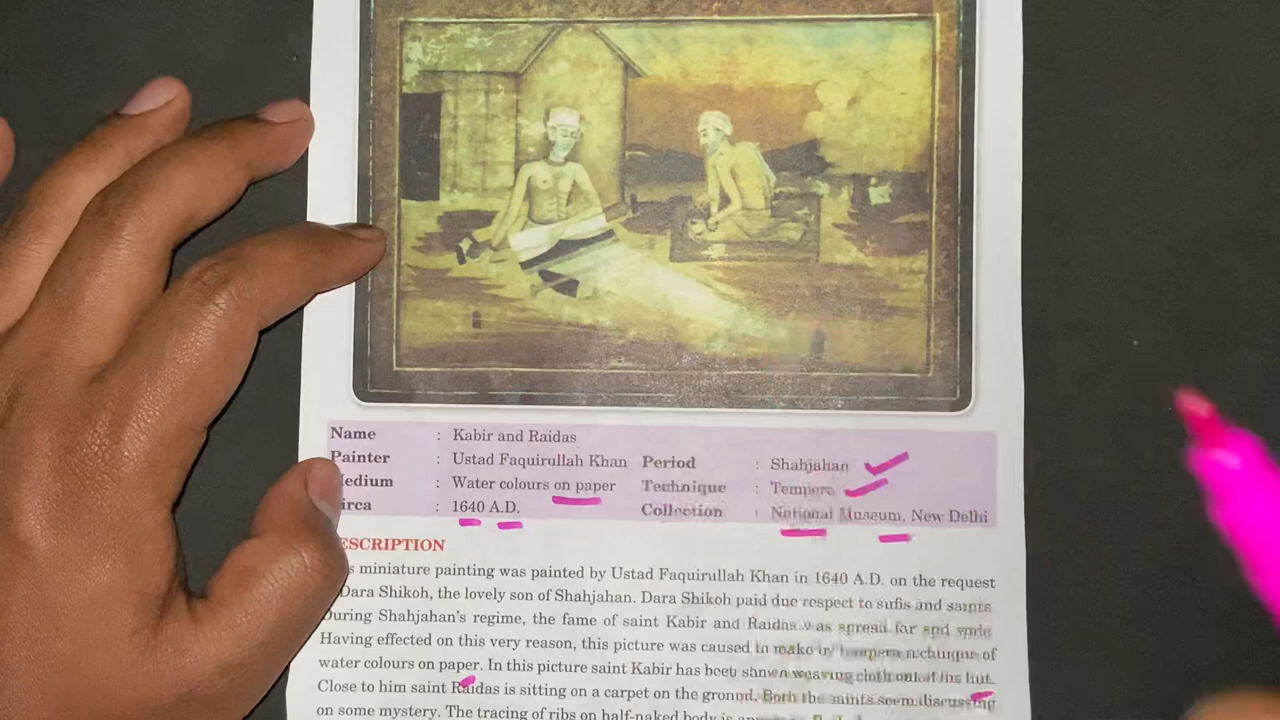 Name : Kabir and Raidas
Painter : Ustad Faquirullah Khan Period : Shahjahan
Medium : Water colours on paper Technique : Tempera
irca : 1640 A.D. Collection : National Museum, New Delhi
ESCRIPTION
s miniature painting was painted by Ustad Faquirullah Khan in 1640 A.D. on the request
Dara Shikoh, the lovely son of Shahjahan. Dara Shikoh paid due respect to sufis and saints
During Shahjahan's regime, the fame of saint Kabir and Raidas was spread far and wide
Having effected on this very reason, this picture was caused to make in tempera technique of
water colours on paper. In this picture saint Kabir has been shown weaving cloth out of his hut.
Close to him saint Raidas is sitting on a carpet on the ground. Both the saints seem discussing
on some mystery. The tracing of ribs on half-naked body is